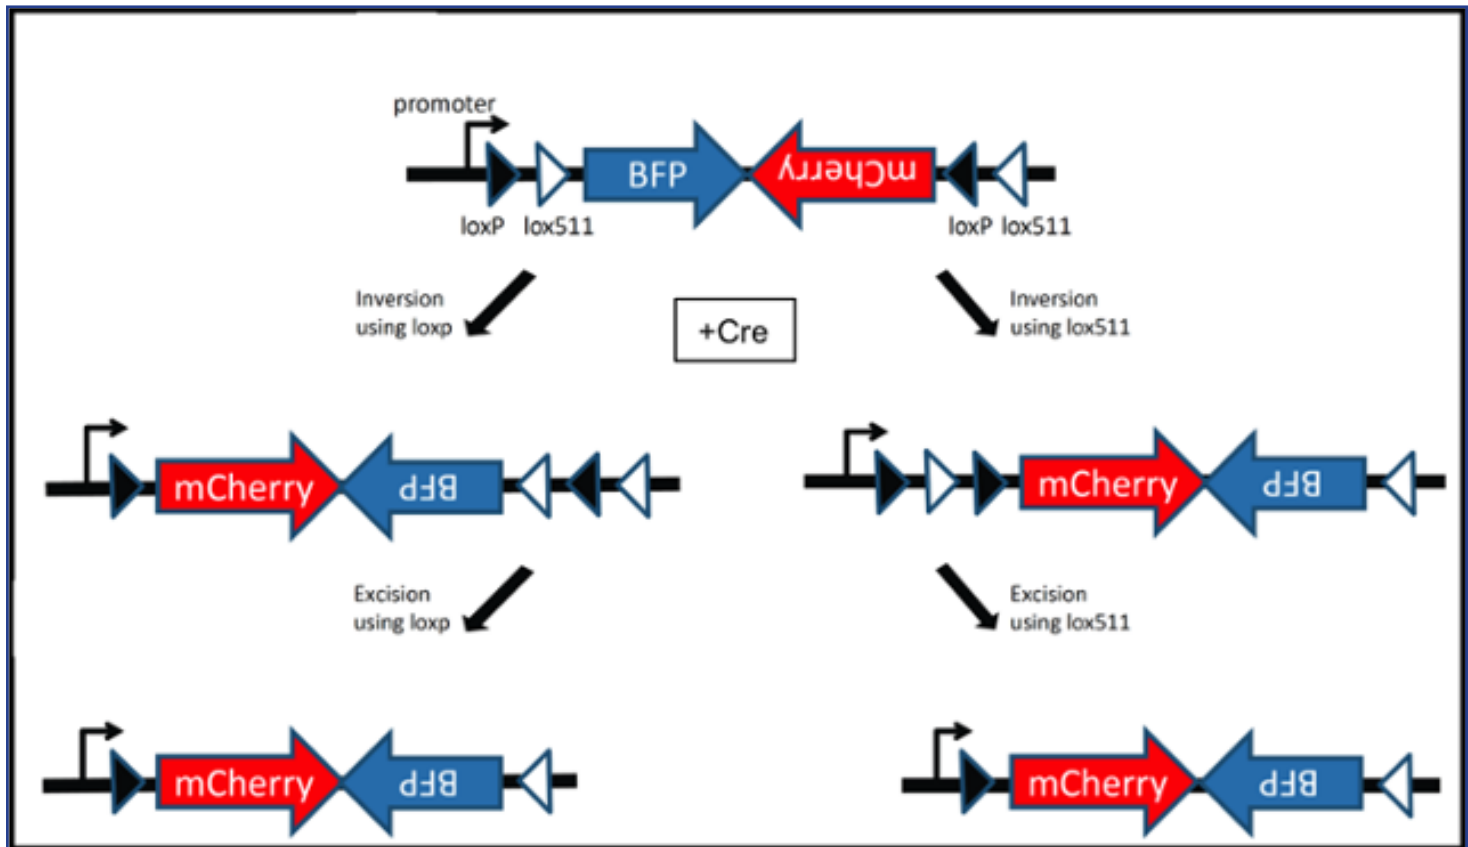 promoter
BFP mCherry
loxP lox511 loxP lox511
Inversion
using loxp
+Cre
Inversion
using lox511
mCherry BFP
mCherry BFP
Excision
using loxp
Excision
using lox511
mCherry BFP
mCherry BFP